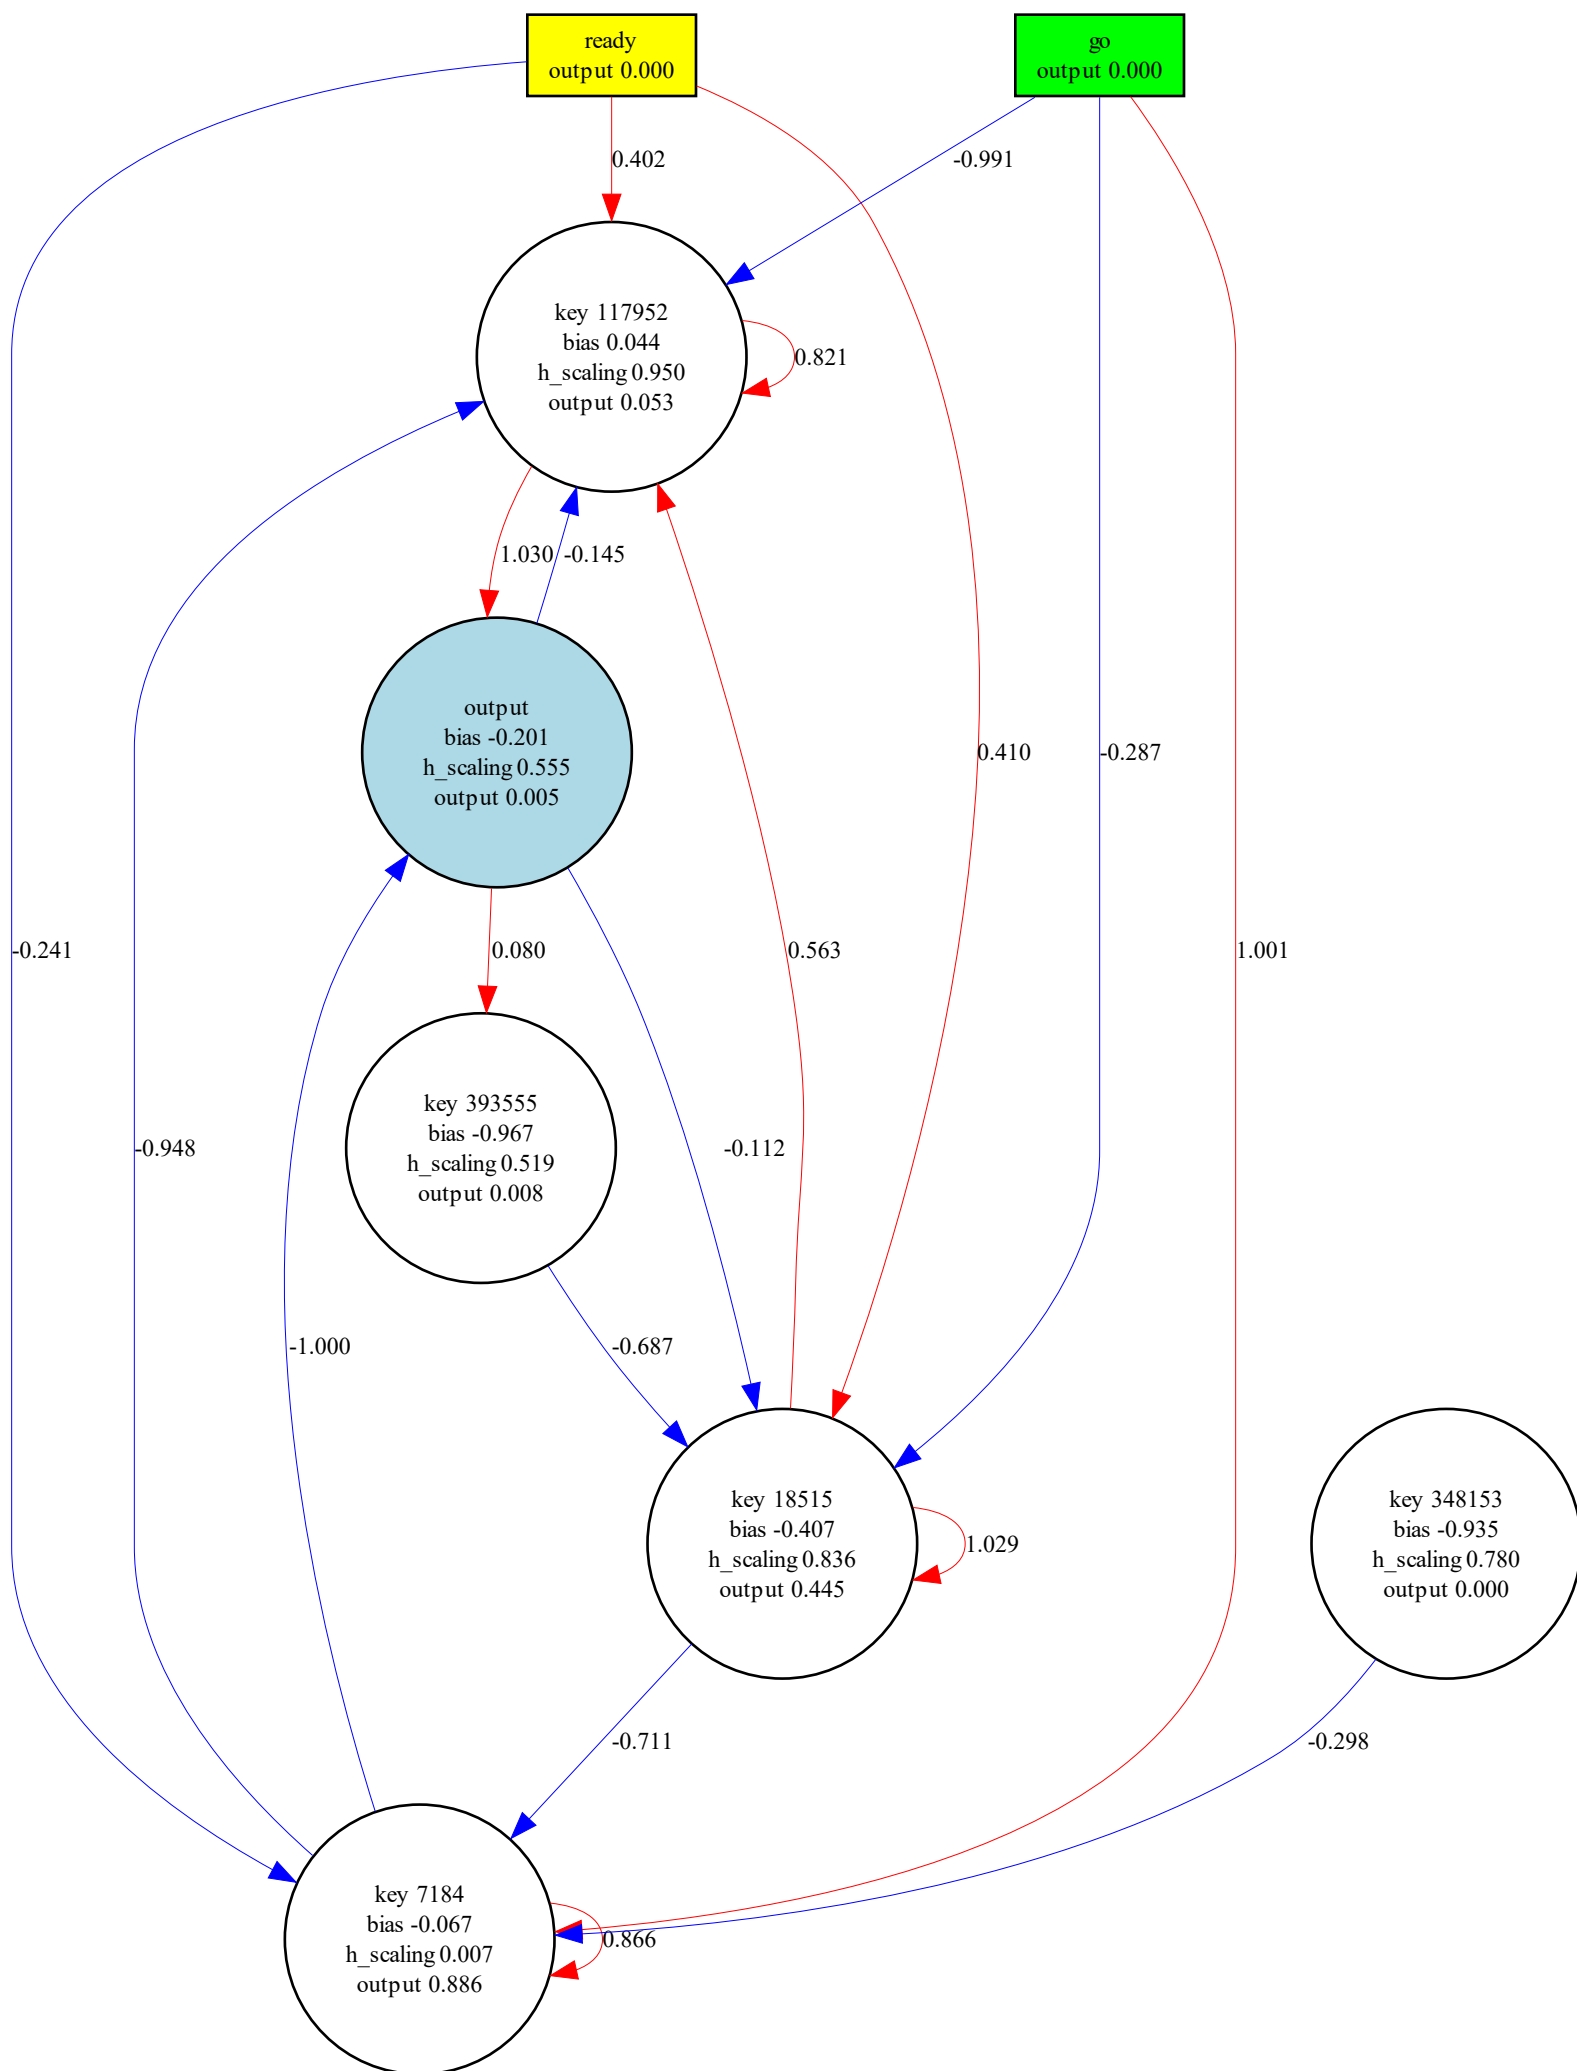 ready
output 0.000
go
output 0.000
0.402
-0.991
key 117952
bias 0.044
h_scaling 0.950
output 0.053
0.821
1.030
-0.145
output
bias -0.201
h_scaling 0.555
output 0.005
0.410
-0.287
-0.241
0.080
0.563
1.001
key 393555
bias -0.967
h_scaling 0.519
output 0.008
-0.948
-0.112
-1.000
-0.687
key 18515
bias -0.407
h_scaling 0.836
output 0.445
1.029
key 348153
bias -0.935
h_scaling 0.780
output 0.000
-0.711
-0.298
key 7184
bias -0.067
h_scaling 0.007
output 0.886
0.866